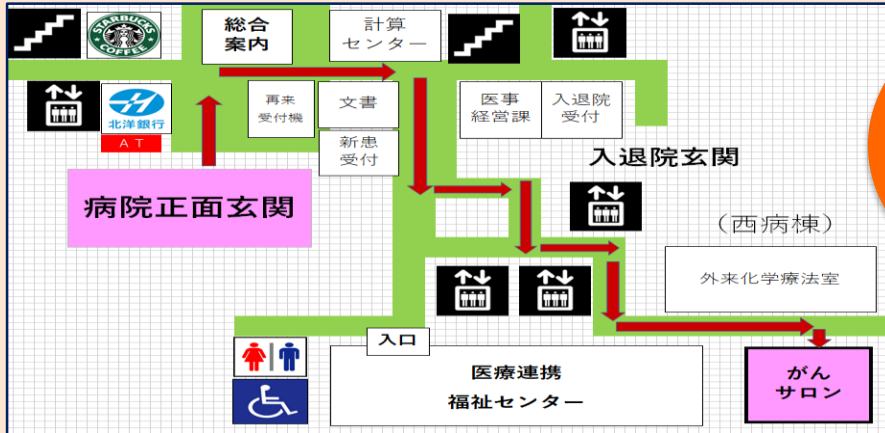 STARBUCKS
COFFEE
総合
案内
計算
センター
北洋銀行
AT
再来
受付機
文書
新患
受付
医事
経営課
入退院
受付
入退院玄関
病院正面玄関
(西病棟)
外来化学療法室
入口
医療連携
福祉センター
がん
サロン